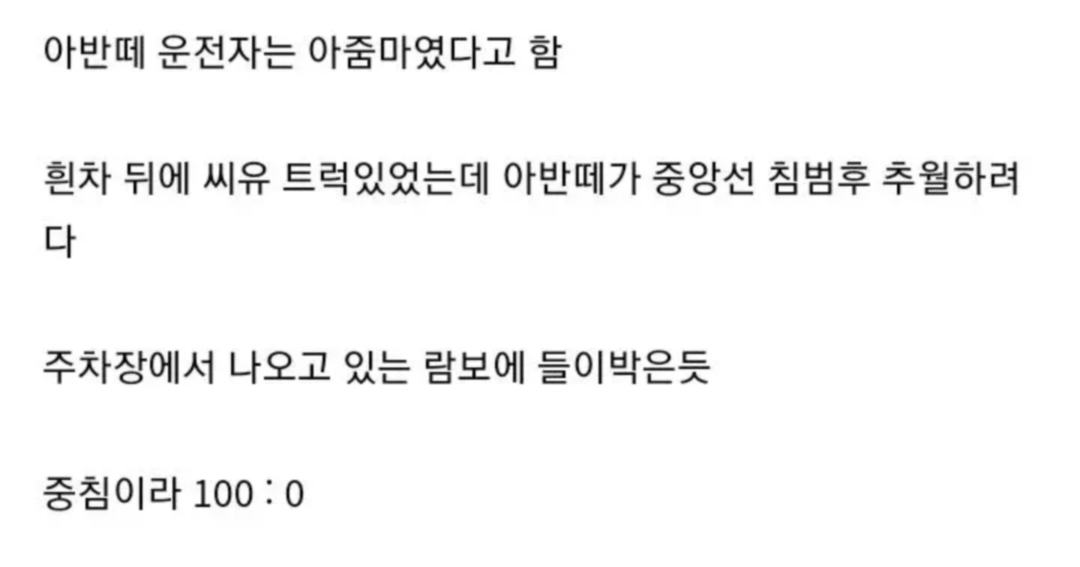 아반떼 운전자는 아줌마였다고 함
흰차 뒤에 씨유 트럭있었는데 아반떼가 중앙선 침범후 추월하려
다
주차장에서 나오고 있는 람보에 들이박은듯
중침이라 100 : 0